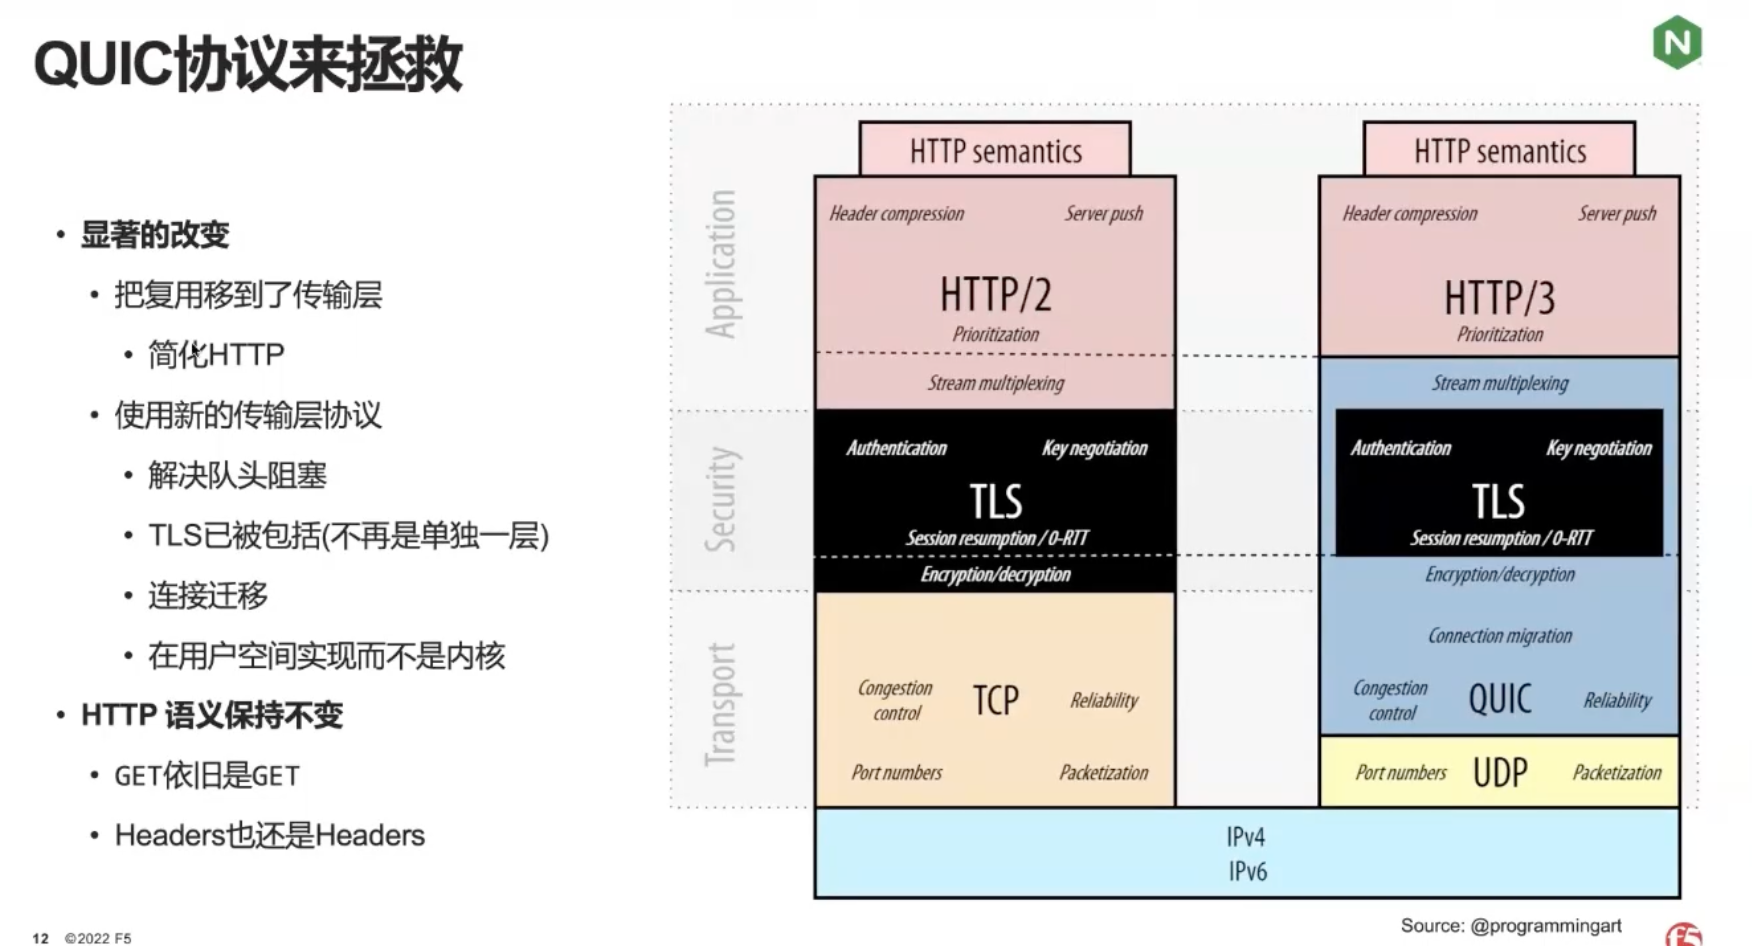 QUIC协议来拯救
N
• 显著的改变
• 把复用移到了传输层
• 简化HTTP
• 使用新的传输层协议
• 解决队头阻塞
• TLS已被包括(不再是单独一层)
• 连接迁移
• 在用户空间实现而不是内核
• HTTP 语义保持不变
• GET依旧是GET
• Headers也还是Headers
Application
Security
Transport
HTTP semantics
Header compression
Server push
HTTP/2
Prioritization
Stream multiplexing
Authentication
Key negotiation
TLS
Session resumption / 0-RTT
Encryption/decryption
Congestion
control
TCP
Reliability
Port numbers
Packetization
HTTP semantics
Header compression
Server push
HTTP/3
Prioritization
Stream multiplexing
Authentication
Key negotiation
TLS
Session resumption / 0-RTT
Encryption/decryption
Connection migration
Congestion
control
QUIC
Reliability
Port numbers
UDP
Packetization
IPv4
IPv6
Source: @programmingart
12 ©2022 F5
f5